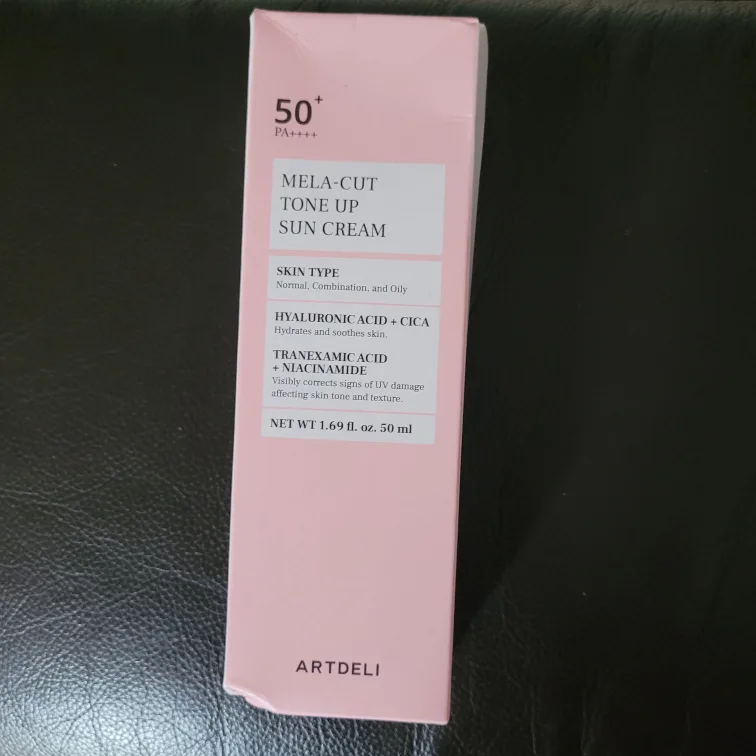 50+
PA++++
MELA-CUT
TONE UP
SUN CREAM
SKIN TYPE
Normal, Combination, and Oily
HYALURONIC ACID + CICA
Hydrates and soothes skin.
TRANEXAMIC ACID
+ NIACINAMIDE
Visibly corrects signs of UV damage
affecting skin tone and texture.
NET WT 1.69 fl. oz. 50 ml
ARTDELI